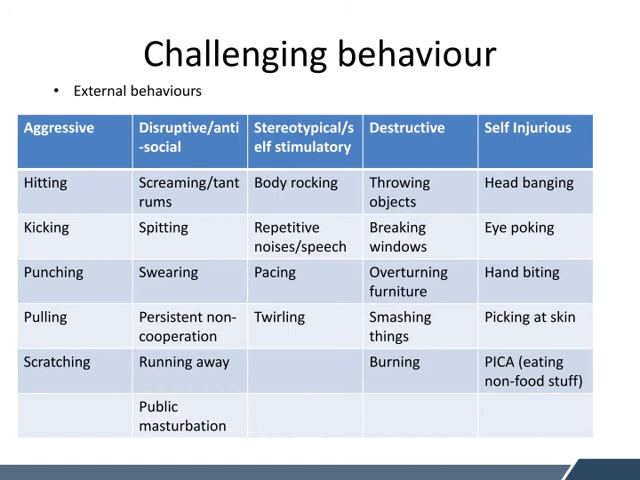 Challenging behaviour
• External behaviours
Aggressive
Disruptive/anti
-social
Stereotypical/s
elf stimulatory
Destructive
Self Injurious
Hitting
Screaming/tant
rums
Body rocking
Throwing
objects
Head banging
Kicking
Spitting
Repetitive
noises/speech
Breaking
windows
Eye poking
Punching
Swearing
Pacing
Overturning
furniture
Hand biting
Pulling
Persistent non-
cooperation
Twirling
Smashing
things
Picking at skin
Scratching
Running away
Burning
PICA (eating
non-food stuff)
Public
masturbation